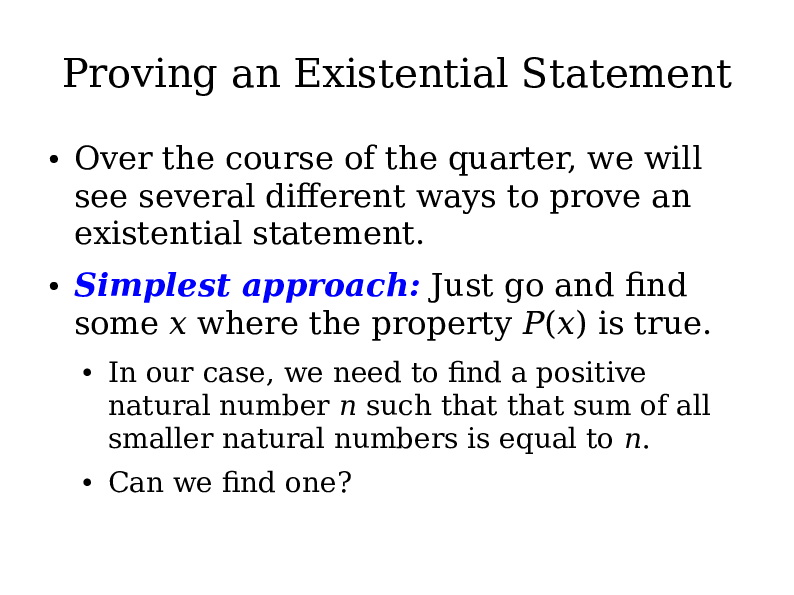 Proving an Existential Statement
• Over the course of the quarter, we will
see several different ways to prove an
existential statement.
• Simplest approach: Just go and find
some x where the property P(x) is true.
• In our case, we need to find a positive
natural number n such that that sum of all
smaller natural numbers is equal to n.
• Can we find one?